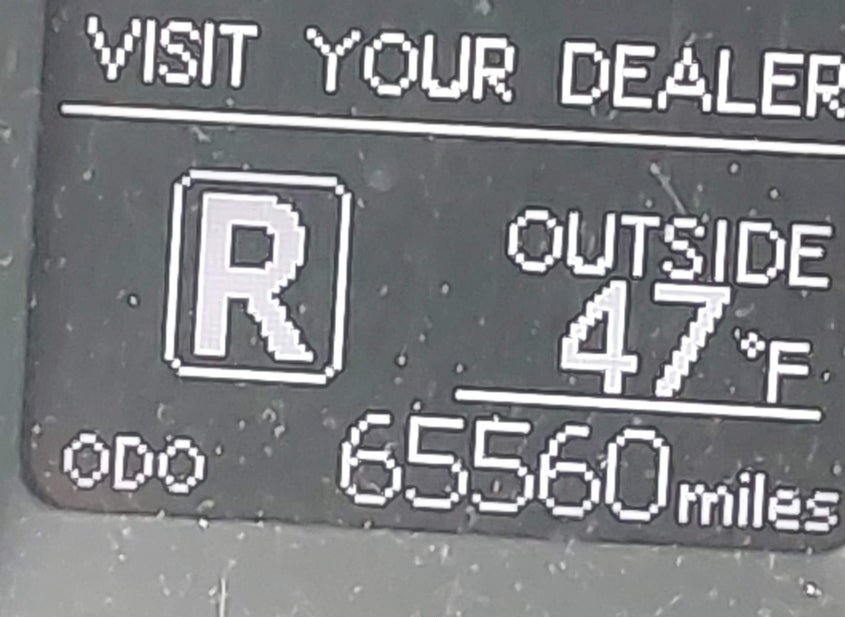 VISIT YOUR DEALER
R
OUTSIDE
47°F
ODO 65560 miles